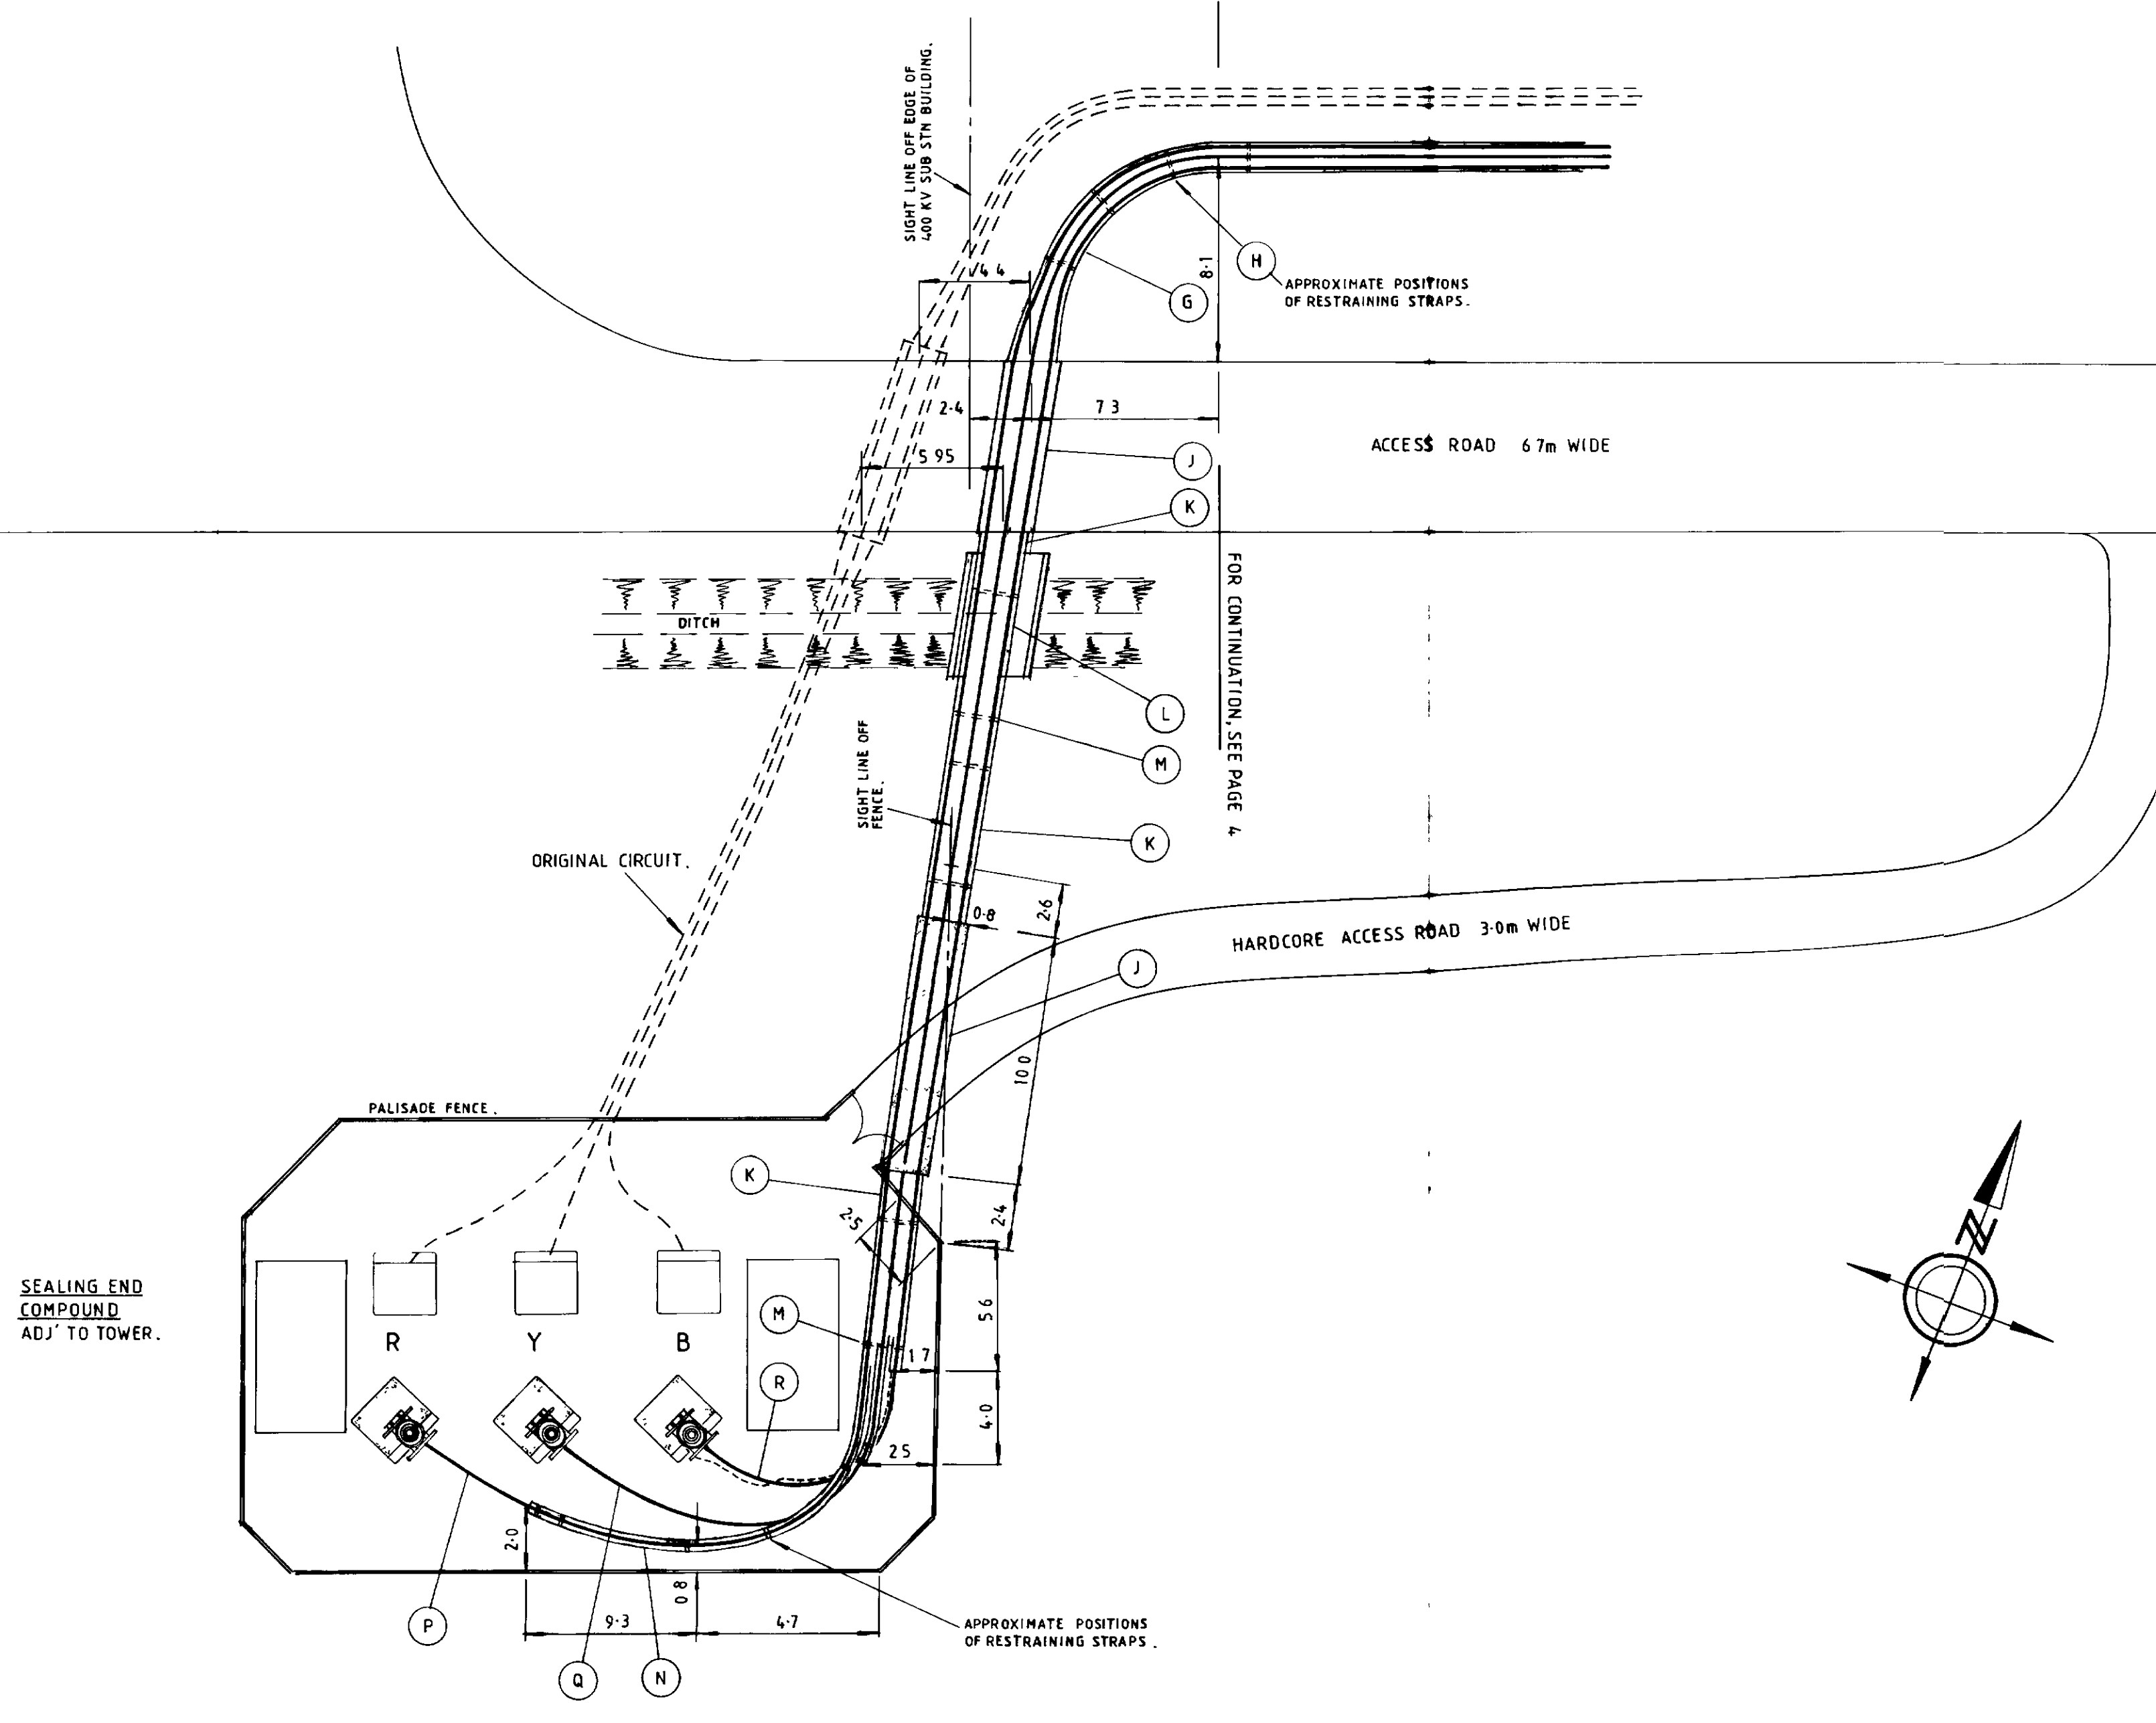 SIGHT LINE OFF EDGE OF
400 KV SUB STN BUILDING.
4 4
8·1
H
APPROXIMATE POSITIONS
OF RESTRAINING STRAPS.
G
2·4
7 3
ACCESS ROAD 6 7m WIDE
J
5 95
K
FOR CONTINUATION, SEE PAGE 4
DITCH
L
M
SIGHT LINE OFF
FENCE.
K
ORIGINAL CIRCUIT.
0·8
2·6
HARDCORE ACCESS ROAD 3·0m WIDE
J
10 0
PALISADE FENCE.
K
2·5
2·4
N
SEALING END
COMPOUND
ADJ' TO TOWER.
R
Y
B
M
5 6
1 7
R
4·0
2 5
2·0
0 8
P
9·3
4·7
APPROXIMATE POSITIONS
OF RESTRAINING STRAPS.
Q
N